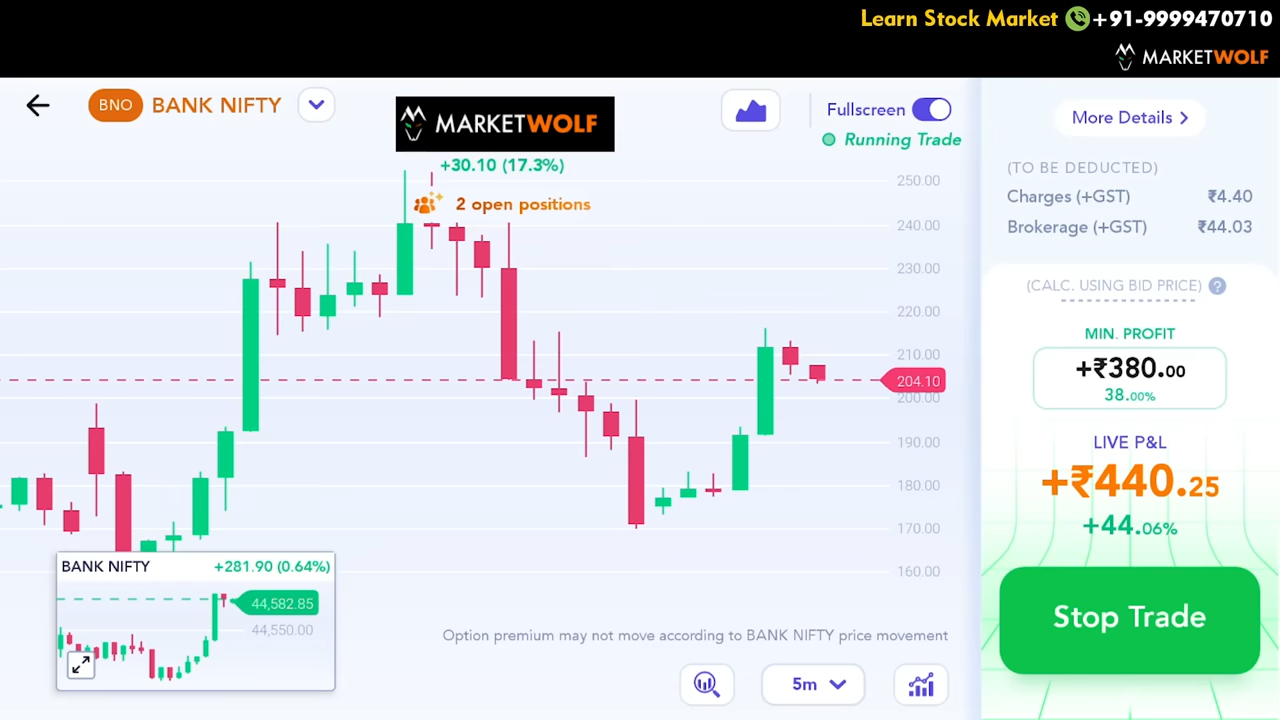 Learn Stock Market +91-9999470710
MARKETWOLF
BNO BANK NIFTY
MARKETWOLF
Fullscreen
Running Trade
+30.10 (17.3%)
2 open positions
250.00
240.00
230.00
220.00
210.00
204.10
200.00
190.00
180.00
170.00
160.00
BANK NIFTY +281.90 (0.64%)
44,582.85
44,550.00
Option premium may not move according to BANK NIFTY price movement
5m
More Details
(TO BE DEDUCTED)
Charges (+GST) ₹4.40
Brokerage (+GST) ₹44.03
(CALC. USING BID PRICE) ?
MIN. PROFIT
+₹380.00
38.00%
LIVE P&L
+₹440.25
+44.06%
Stop Trade